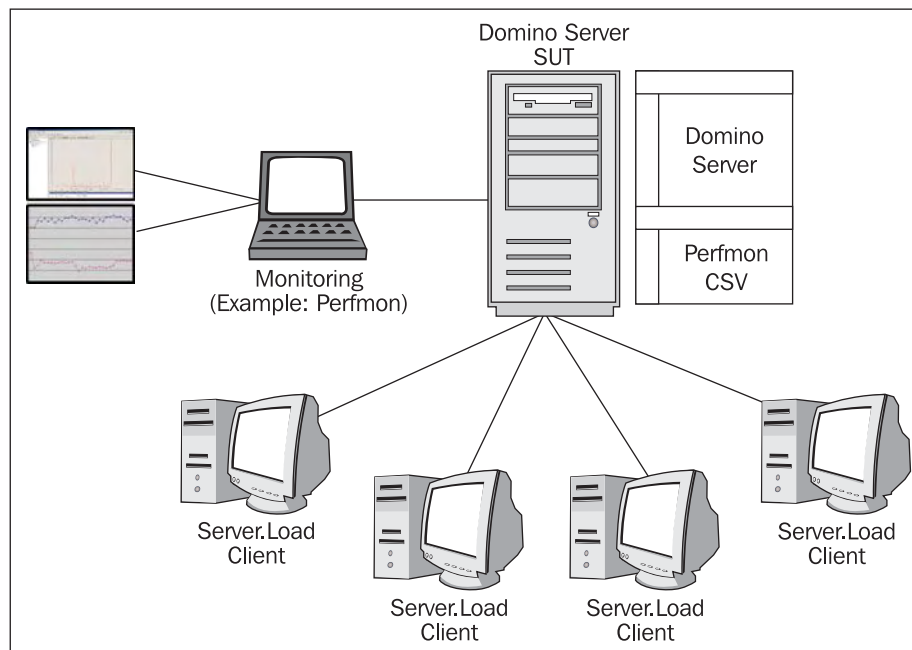 Domino Server
SUT
Domino
Server
Perfmon
CSV
Monitoring
(Example: Perfmon)
Server.Load
Client
Server.Load
Client
Server.Load
Client
Server.Load
Client